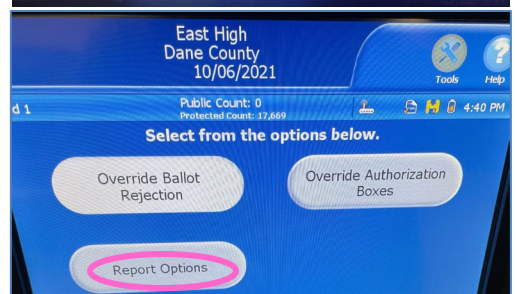 East High
Dane County
10/06/2021
Tools
Help
d 1
Public Count: 0
Protected Count: 17,669
4:40 PM
Select from the options below.
Override Ballot
Rejection
Override Authorization
Boxes
Report Options